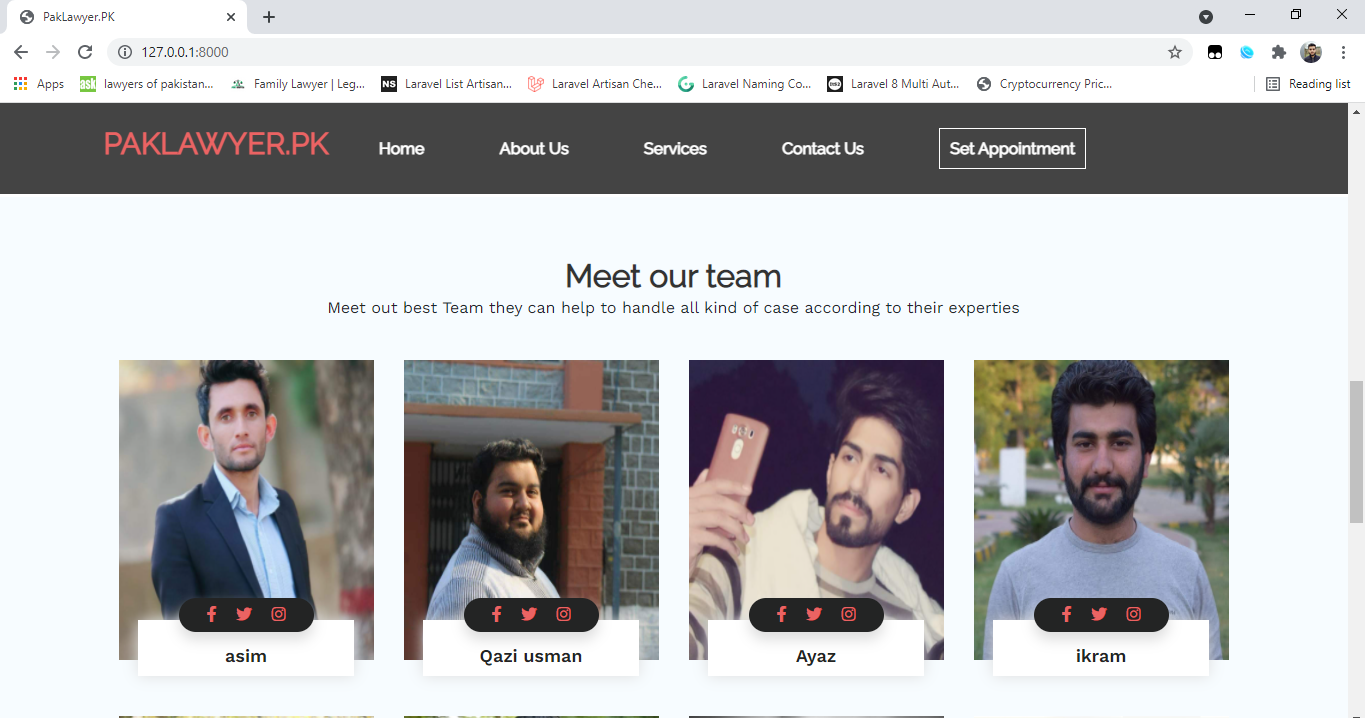 PakLawyer.PK
127.0.0.1:8000
Apps ask lawyers of pakistan... Family Lawyer | Leg... NS Laravel List Artisan... Laravel Artisan Che... Laravel Naming Co... Laravel 8 Multi Aut... Cryptocurrency Pric... Reading list
PAKLAWYER.PK Home About Us Services Contact Us Set Appointment
Meet our team
Meet out best Team they can help to handle all kind of case according to their experties
asim Qazi usman Ayaz ikram